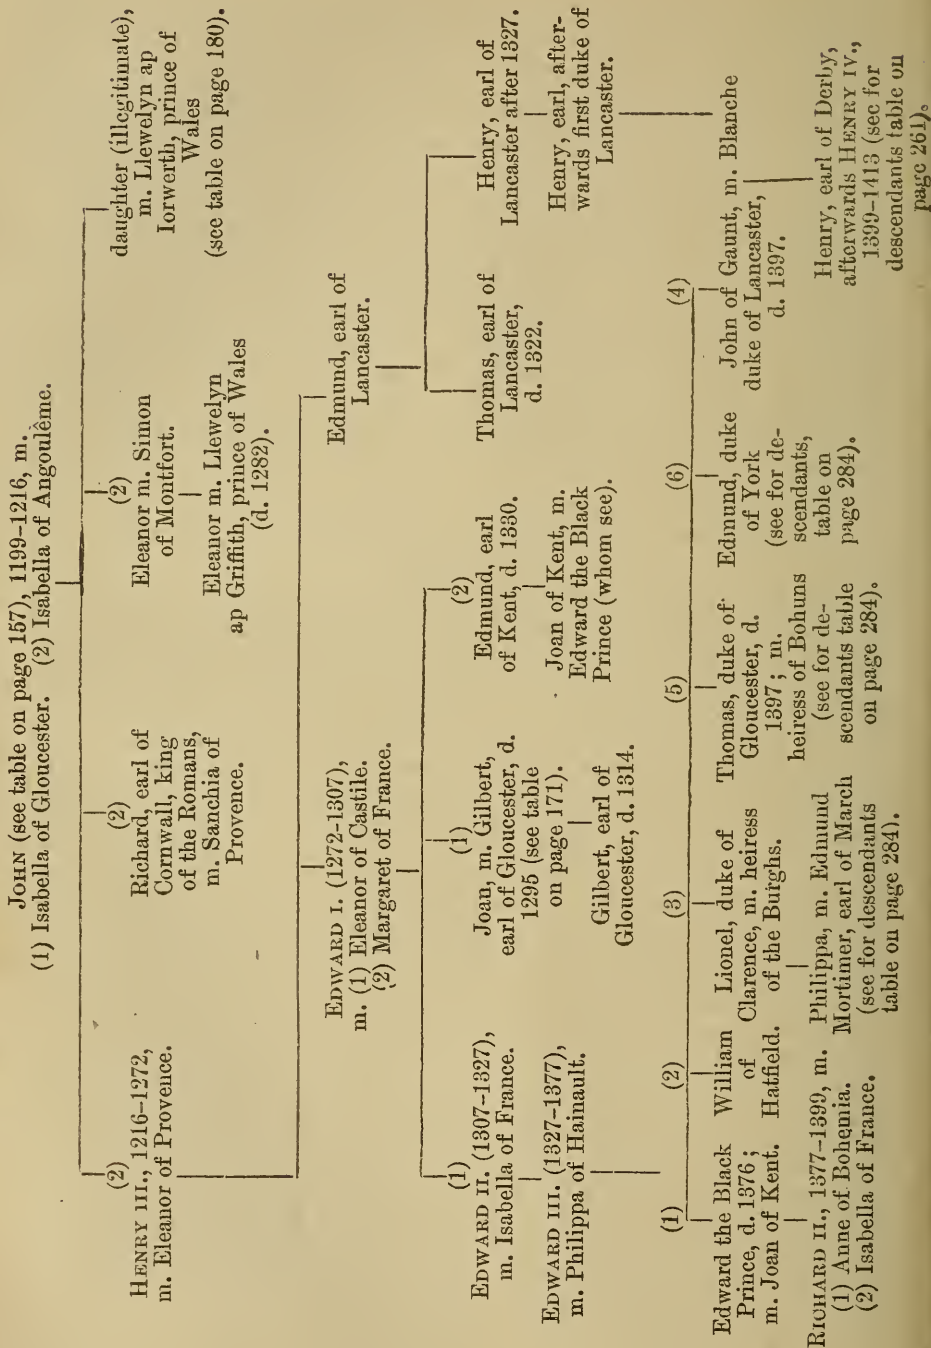 JOHN (see table on page 157), 1199–1216, m.
(1) Isabella of Gloucester. (2) Isabella of Angoulême.
(2)
HENRY III., 1216–1272,
m. Eleanor of Provence.
(2)
Richard, earl of
Cornwall, king
of the Romans,
m. Sanchia of
Provence.
(2)
Eleanor m. Simon
of Montfort.
Eleanor m. Llewelyn
ap Griffith, prince of Wales
(d. 1282).
daughter (illegitimate),
m. Llewelyn ap
Iorwerth, prince of
Wales
(see table on page 180).
EDWARD I. (1272–1307),
m. (1) Eleanor of Castile.
(2) Margaret of France.
Edmund, earl of
Lancaster.
(1)
EDWARD II. (1307–1327),
m. Isabella of France.
EDWARD III. (1327–1377),
m. Philippa of Hainault.
(1)
Joan, m. Gilbert,
earl of Gloucester, d.
1295 (see table
on page 171).
Gilbert, earl of
Gloucester, d. 1314.
(2)
Edmund, earl
of Kent, d. 1330.
Joan of Kent, m.
Edward the Black
Prince (whom see).
Thomas, earl of
Lancaster,
d. 1322.
Henry, earl of
Lancaster after 1327.
Henry, earl, after-
wards first duke of
Lancaster.
(1)
Edward the Black
Prince, d. 1376;
m. Joan of Kent.
RICHARD II., 1377–1399, m.
(1) Anne of Bohemia.
(2) Isabella of France.
(2)
William
of
Hatfield.
(3)
Lionel, duke of
Clarence, m. heiress
of the Burghs.
Philippa, m. Edmund
Mortimer, earl of March
(see for descendants
table on page 284).
(5)
Thomas, duke of
Gloucester, d.
1397; m.
heiress of Bohuns
(see for de-
scendants table
on page 284).
(6)
Edmund, duke
of York
(see for de-
scendants,
table on
page 284).
(4)
John of Gaunt, m. Blanche
duke of Lancaster,
d. 1397.
Henry, earl of Derby,
afterwards HENRY IV.,
1399–1413 (see for
descendants table on
page 261).